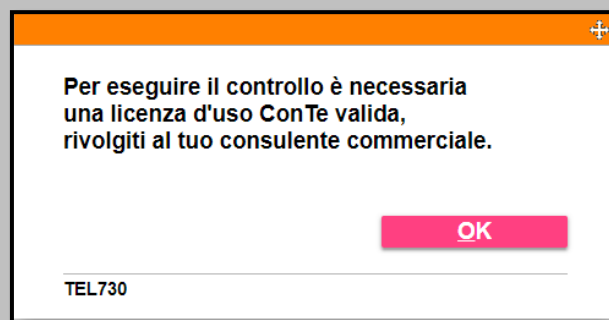 Per eseguire il controllo è necessaria
una licenza d'uso ConTe valida,
rivolgiti al tuo consulente commerciale.
OK
TEL730